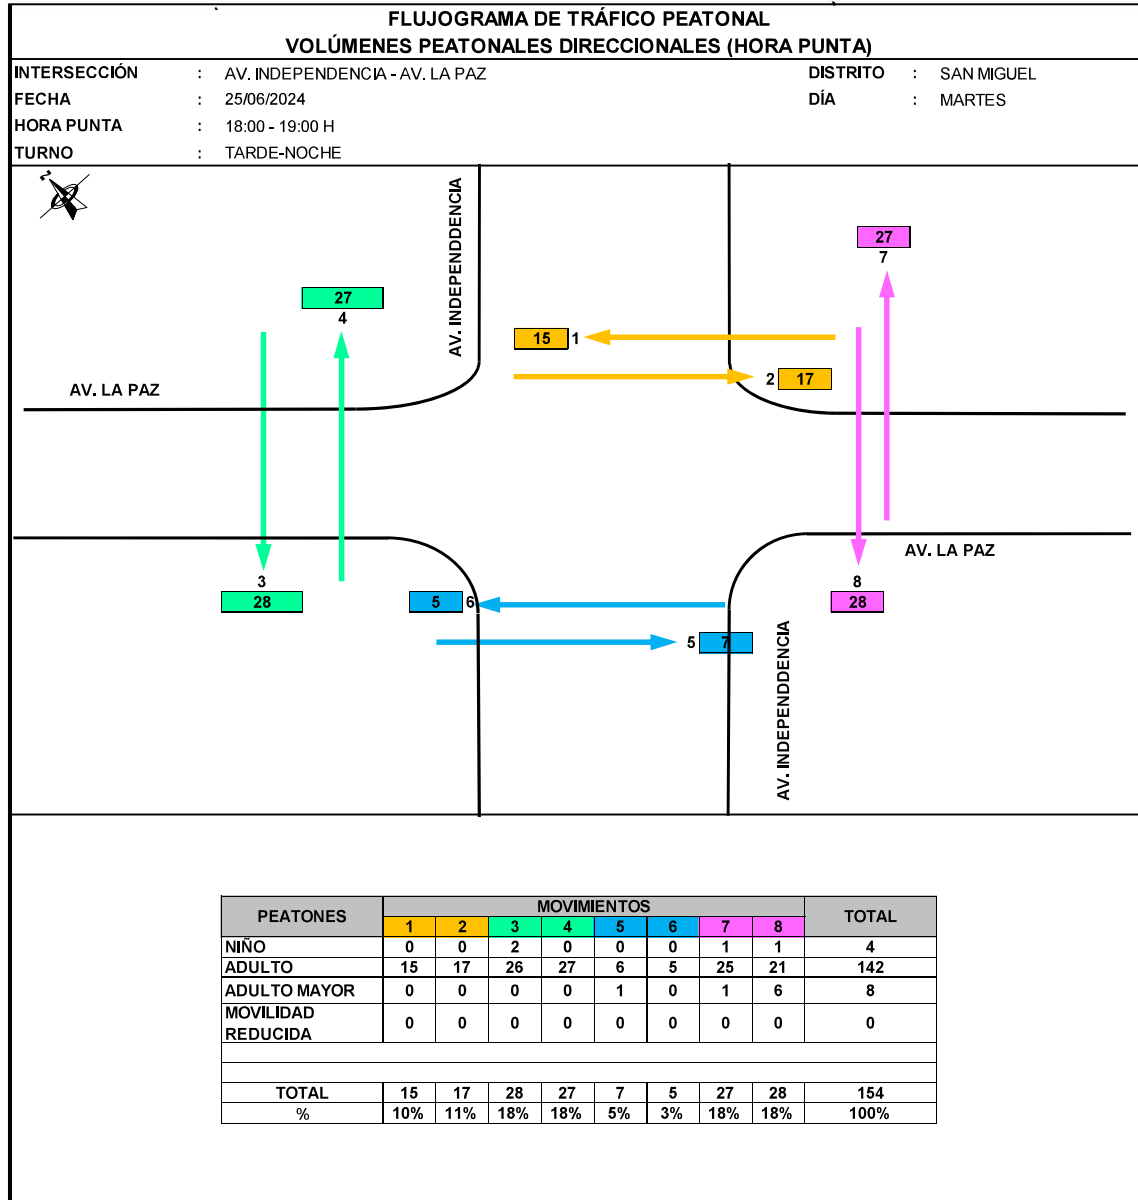 FLUJOGRAMA DE TRÁFICO PEATONAL
VOLÚMENES PEATONALES DIRECCIONALES (HORA PUNTA)
INTERSECCIÓN : AV. INDEPENDENCIA - AV. LA PAZ DISTRITO : SAN MIGUEL
FECHA : 25/06/2024 DÍA : MARTES
HORA PUNTA : 18:00 - 19:00 H
TURNO : TARDE-NOCHE
N
AV. INDEPENDDENCIA
27
7
27
4
15 1
2 17
AV. LA PAZ
AV. LA PAZ
3
28
5 6
8
28
5 7
AV. INDEPENDDENCIA
PEATONES MOVIMIENTOS TOTAL
1 2 3 4 5 6 7 8
NIÑO 0 0 2 0 0 0 1 1 4
ADULTO 15 17 26 27 6 5 25 21 142
ADULTO MAYOR 0 0 0 0 1 0 1 6 8
MOVILIDAD
REDUCIDA 0 0 0 0 0 0 0 0 0
TOTAL 15 17 28 27 7 5 27 28 154
% 10% 11% 18% 18% 5% 3% 18% 18% 100%